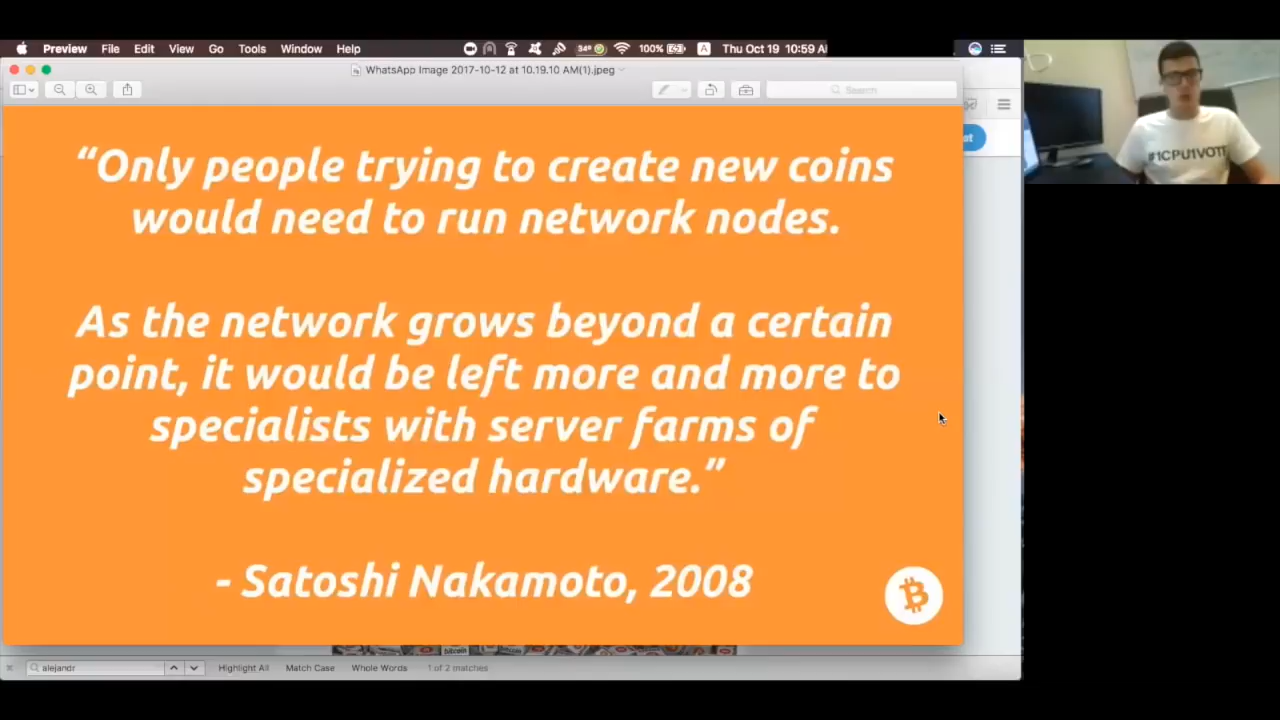 Preview File Edit View Go Tools Window Help 34° 100% A Thu Oct 19 10:59 A
WhatsApp Image 2017-10-12 at 10.19.10 AM(1).jpeg
Search
#1CPU1VOTE
“Only people trying to create new coins
would need to run network nodes.
As the network grows beyond a certain
point, it would be left more and more to
specialists with server farms of
specialized hardware.”
- Satoshi Nakamoto, 2008
bitcoin
alejandr Highlight All Match Case Whole Words 1 of 2 matches